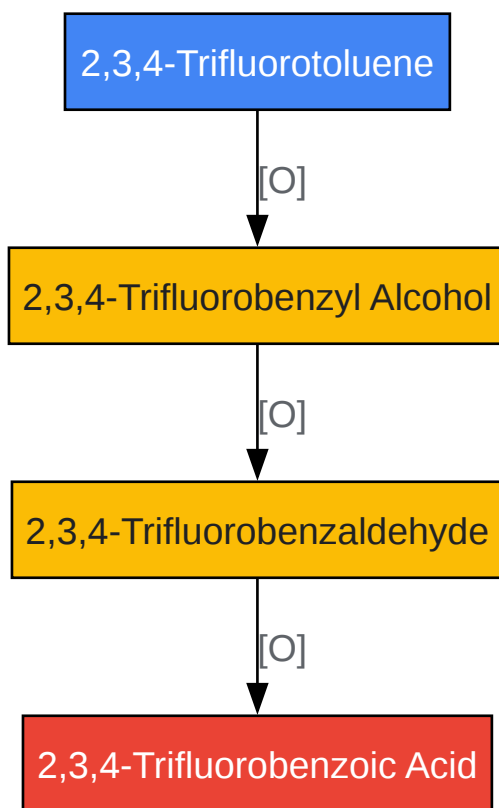 2,3,4-Trifluorotoluene
[O]
2,3,4-Trifluorobenzyl Alcohol
[O]
2,3,4-Trifluorobenzaldehyde
[O]
2,3,4-Trifluorobenzoic Acid